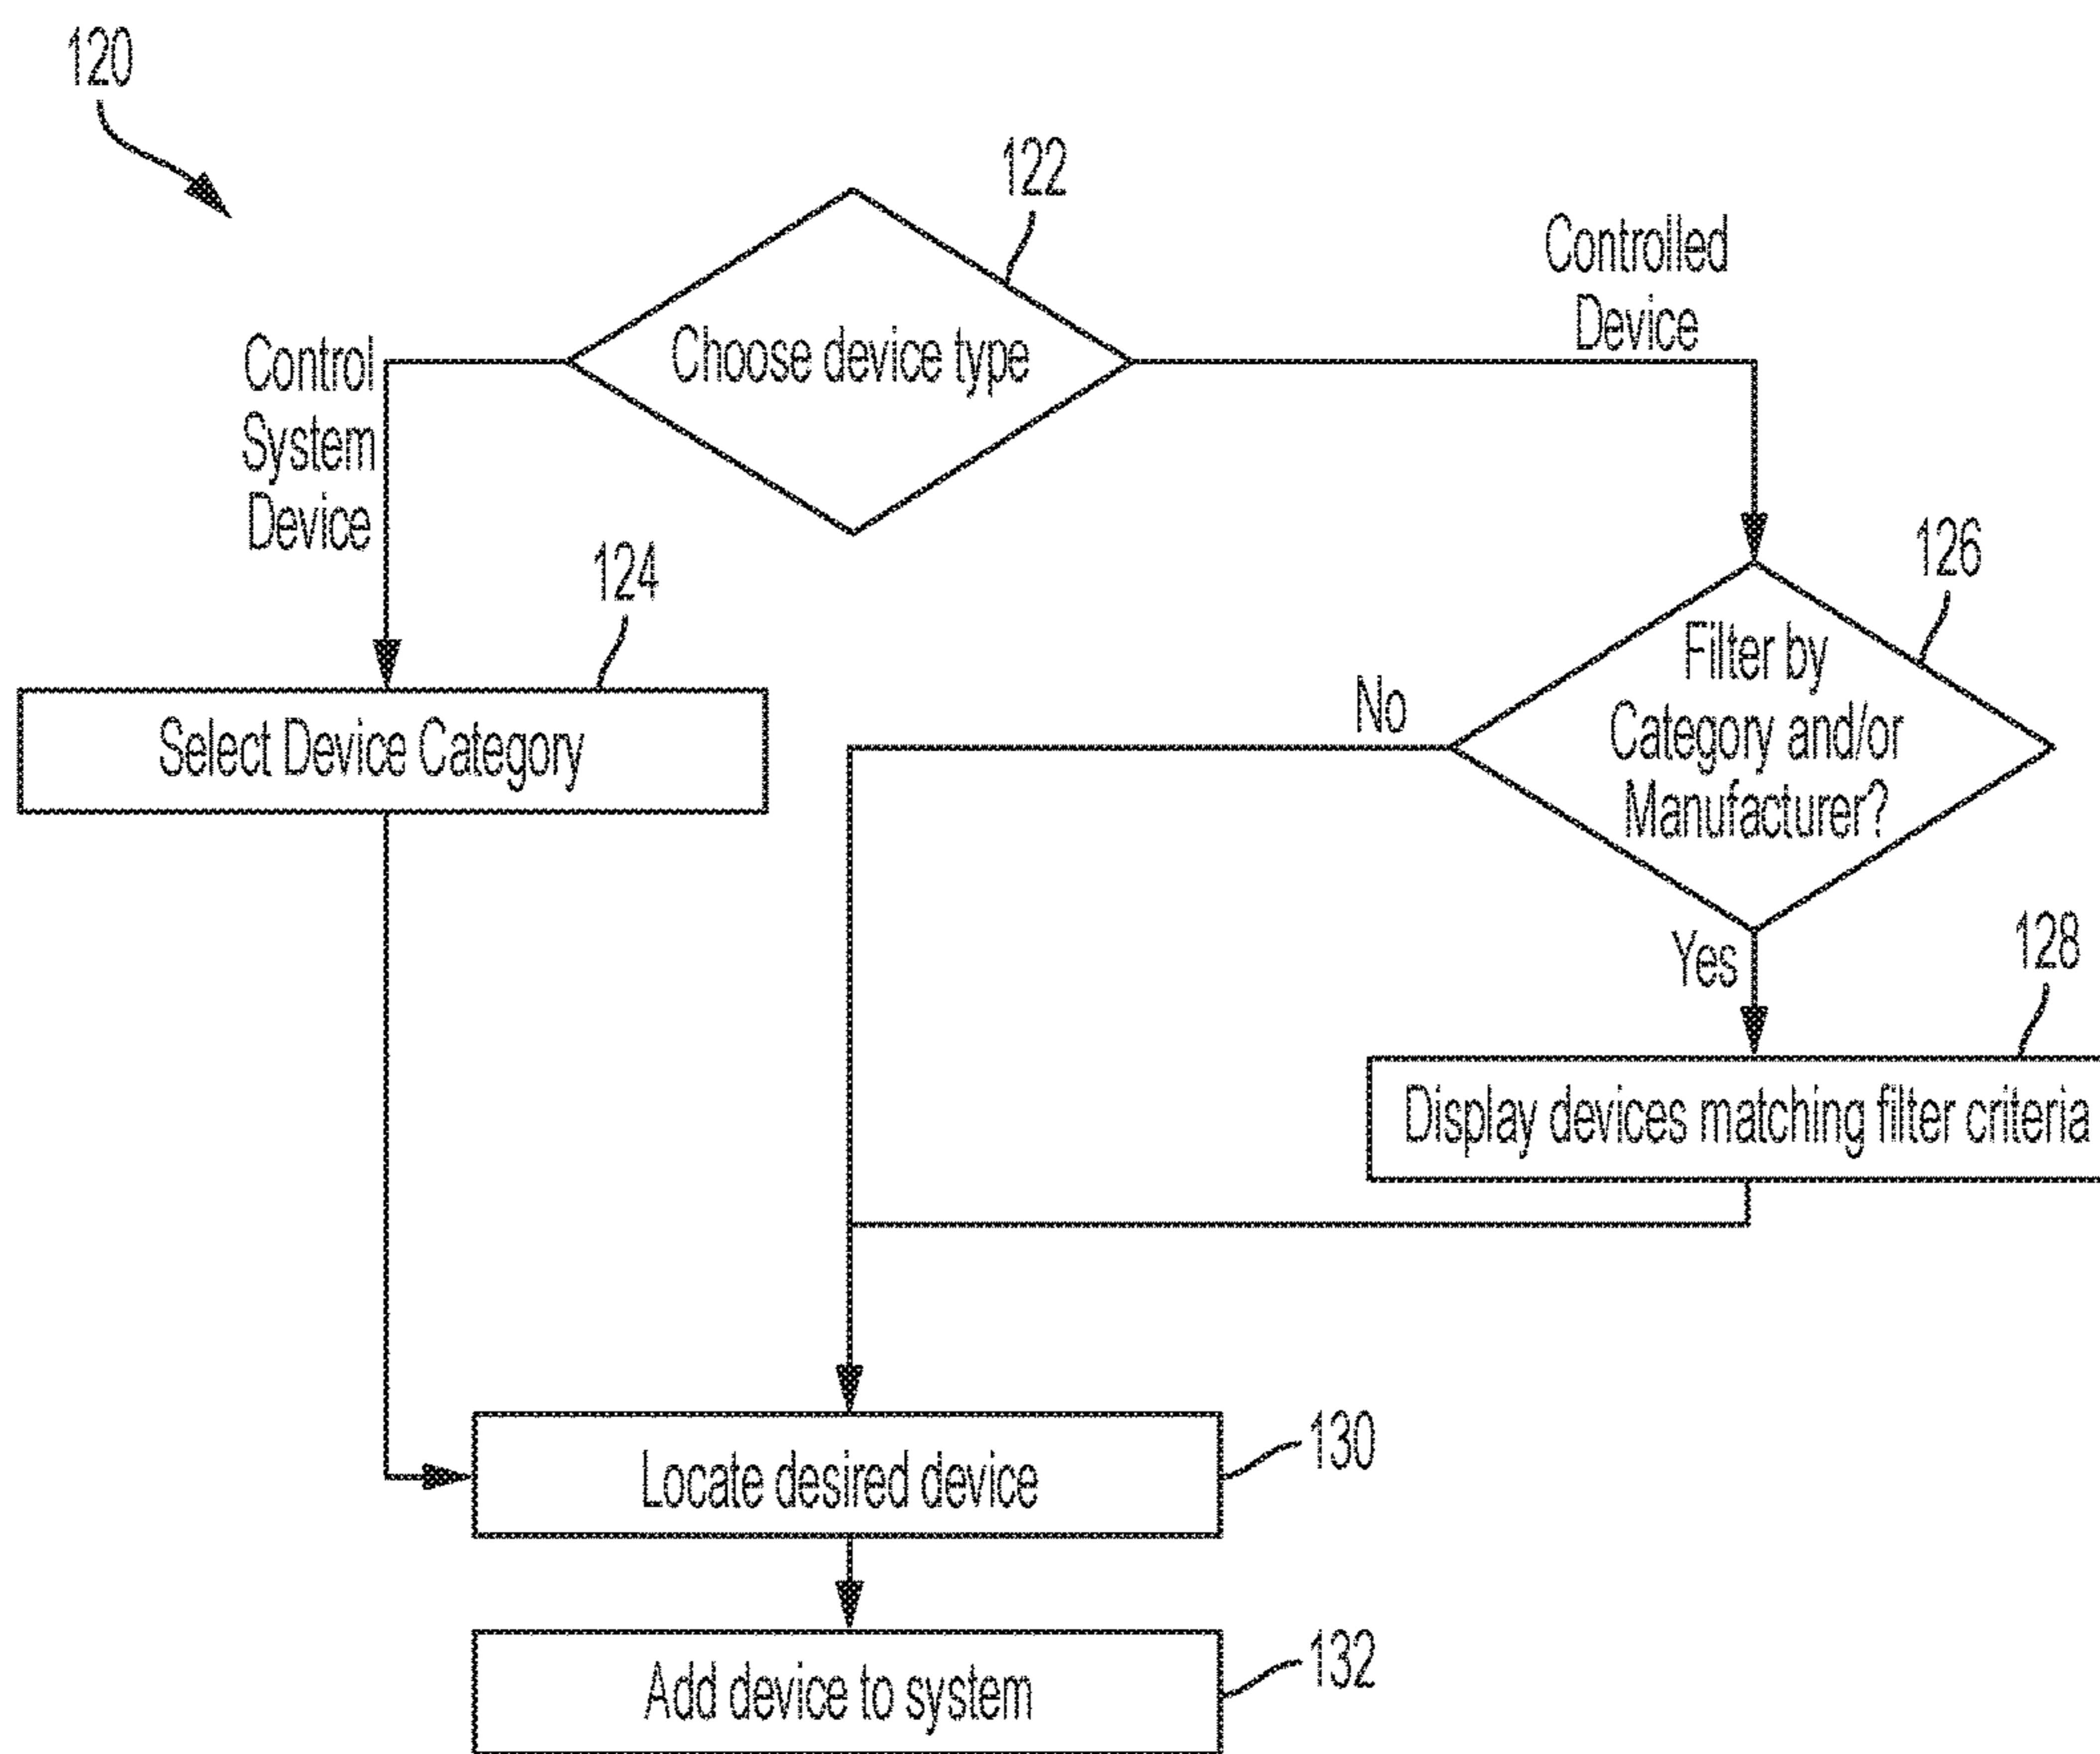 120
122
Choose device type
Controlled
Device
Control
System
Device
124
Select Device Category
126
Filter by
Category and/or
Manufacturer?
No
Yes
128
Display devices matching filter criteria
Locate desired device
130
Add device to system
132